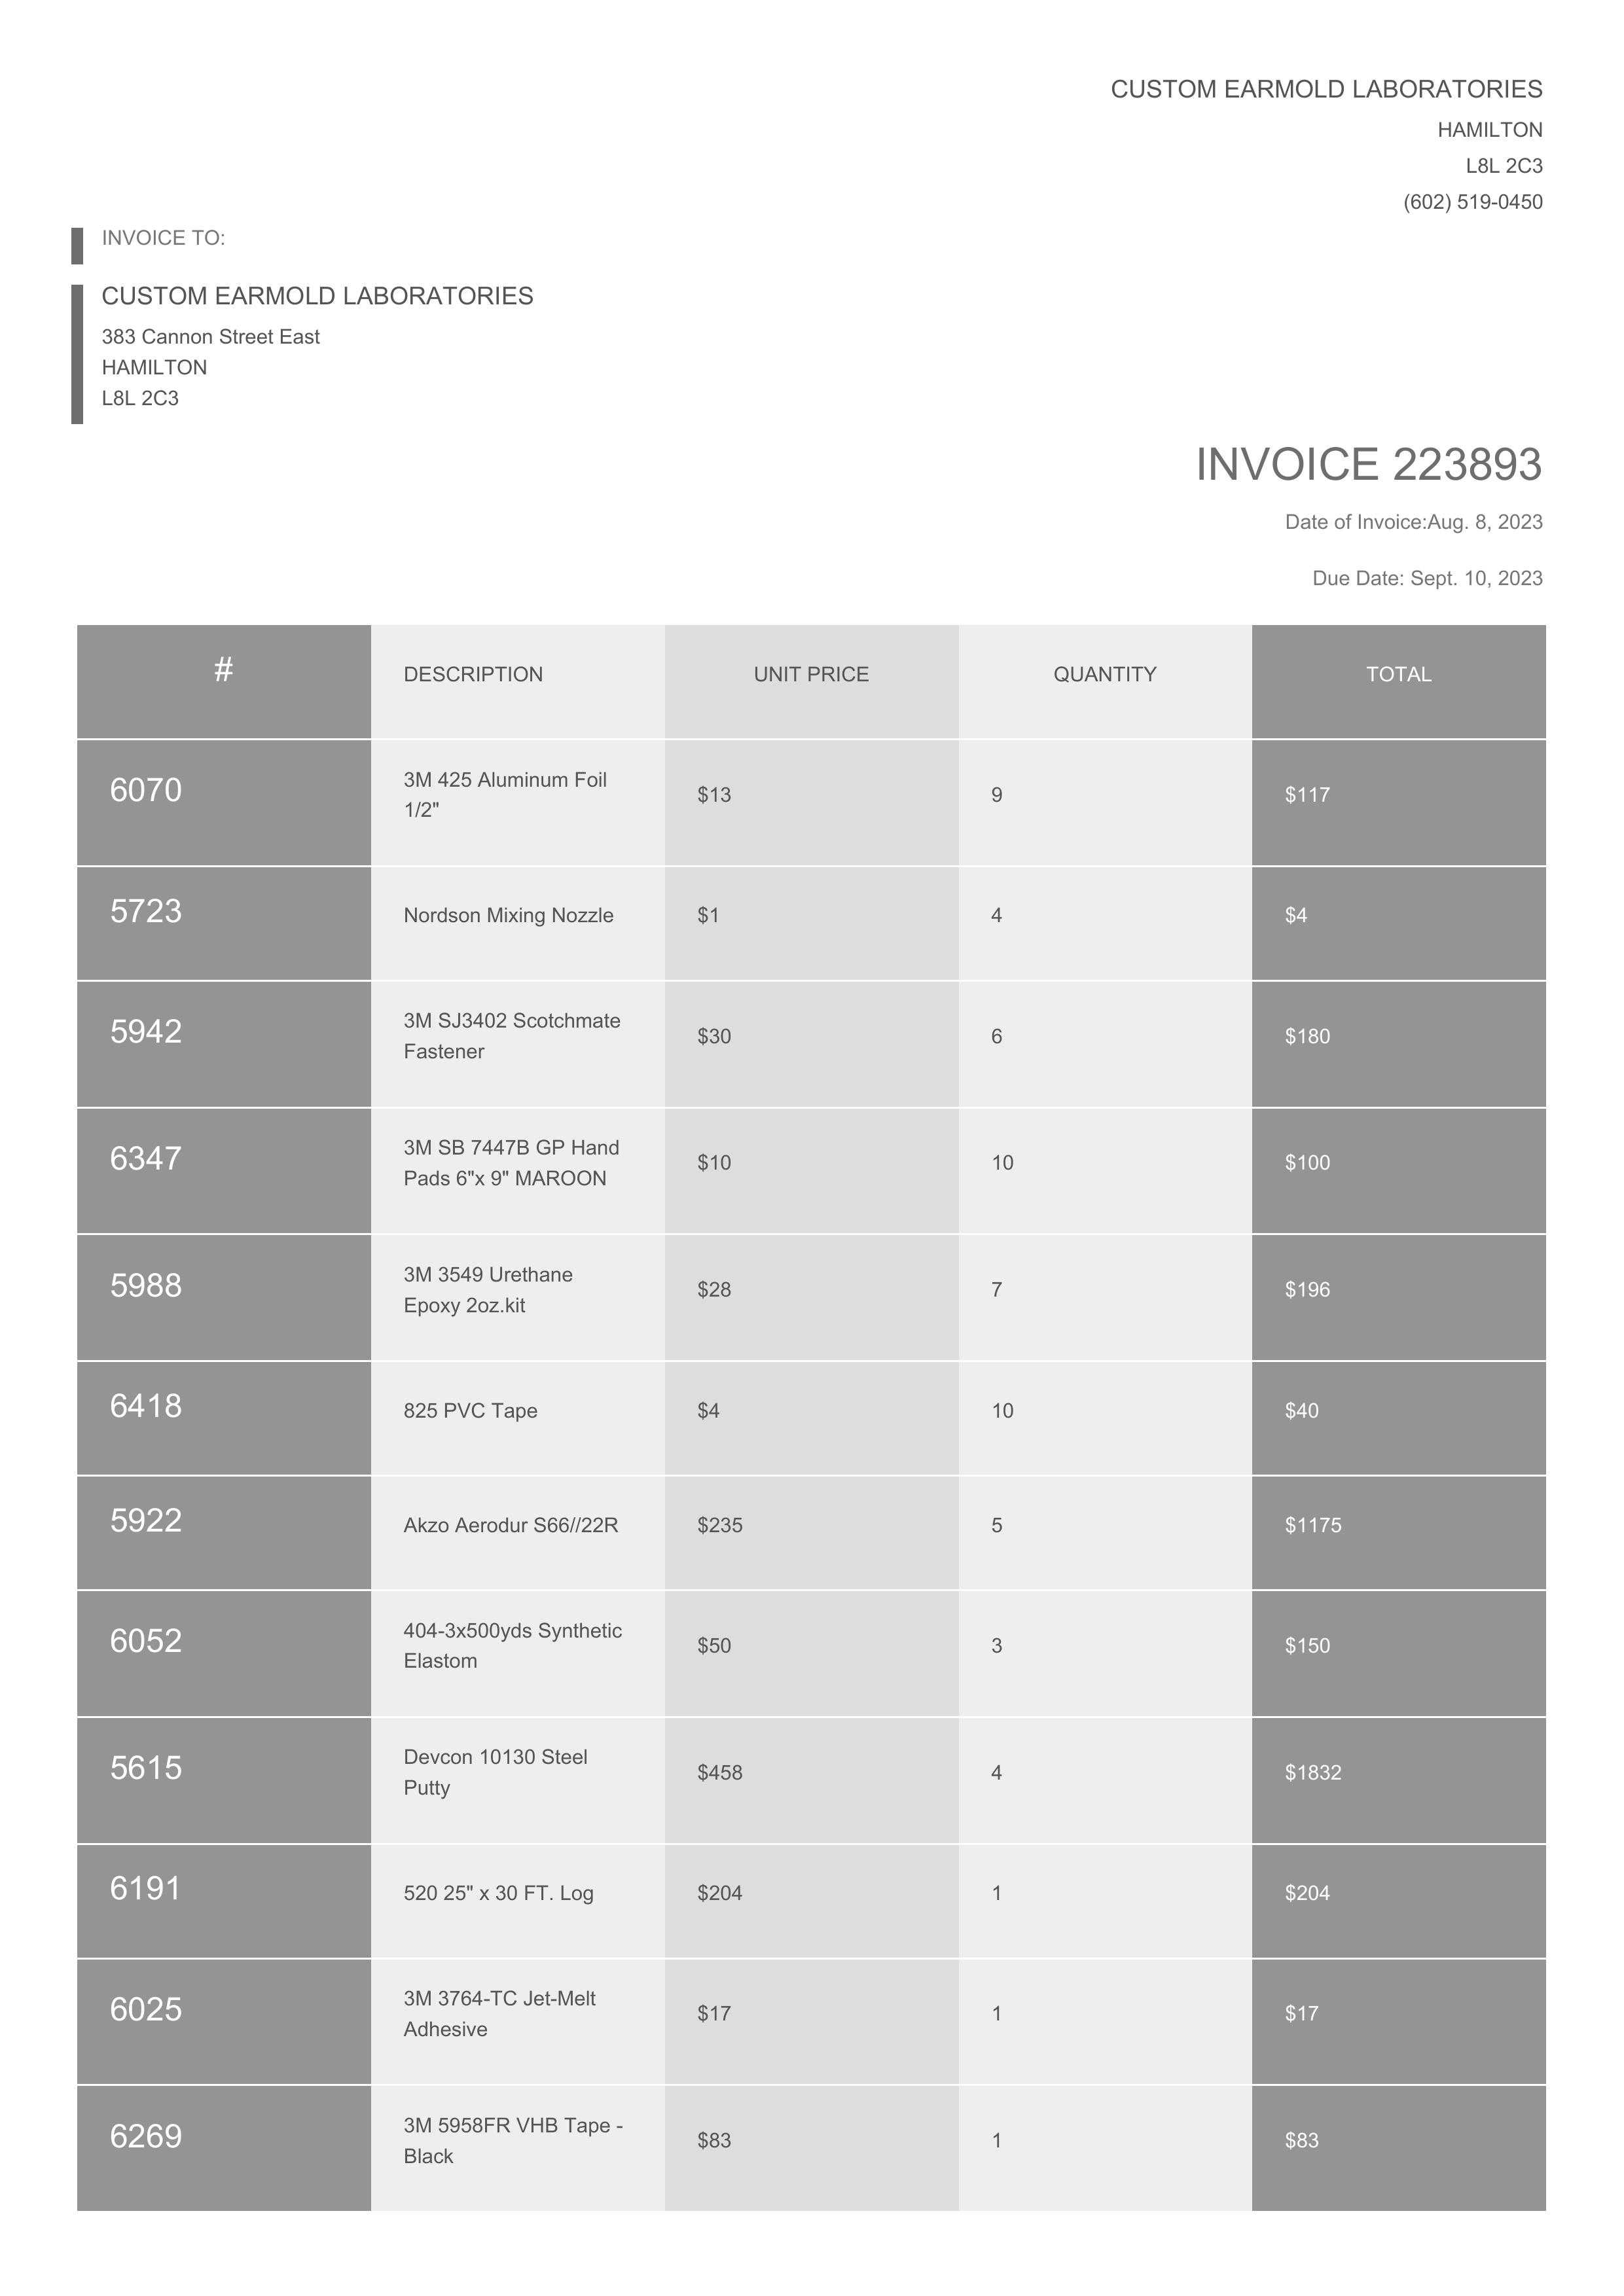 CUSTOM EARMOLD LABORATORIES
HAMILTON
L8L 2C3
(602) 519-0450
INVOICE TO:
CUSTOM EARMOLD LABORATORIES
383 Cannon Street East
HAMILTON
L8L 2C3
INVOICE 223893
Date of Invoice:Aug. 8, 2023
Due Date: Sept. 10, 2023
# DESCRIPTION UNIT PRICE QUANTITY TOTAL
6070 3M 425 Aluminum Foil $13 9 $117
1/2"
5723 Nordson Mixing Nozzle $1 4 $4
5942 3M SJ3402 Scotchmate $30 6 $180
Fastener
6347 3M SB 7447B GP Hand $10 10 $100
Pads 6"x 9" MAROON
5988 3M 3549 Urethane $28 7 $196
Epoxy 2oz.kit
6418 825 PVC Tape $4 10 $40
5922 Akzo Aerodur S66//22R $235 5 $1175
6052 404-3x500yds Synthetic $50 3 $150
Elastom
5615 Devcon 10130 Steel $458 4 $1832
Putty
6191 520 25" x 30 FT. Log $204 1 $204
6025 3M 3764-TC Jet-Melt $17 1 $17
Adhesive
6269 3M 5958FR VHB Tape - $83 1 $83
Black